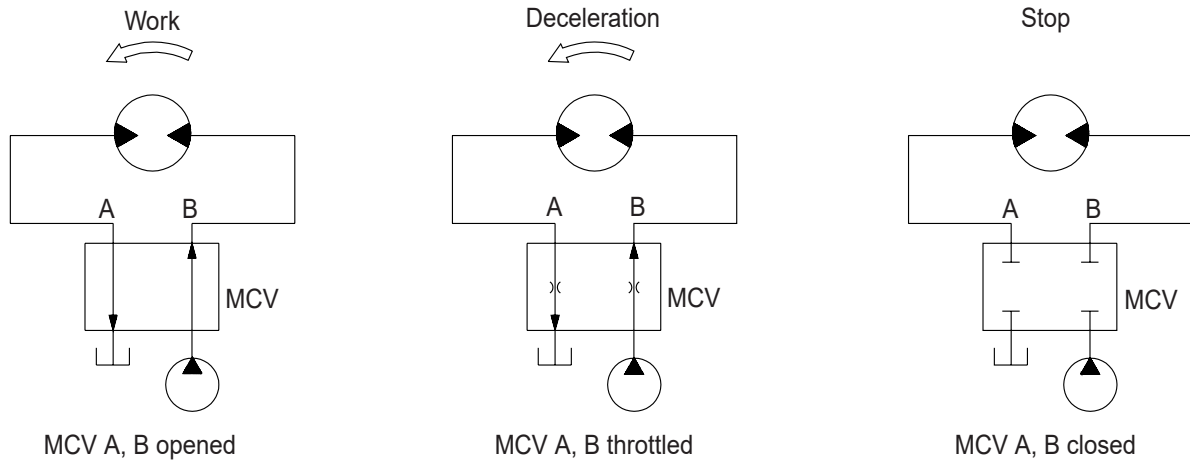 Work
Deceleration
Stop
A B
MCV
A B
MCV
A B
MCV
MCV A, B opened
MCV A, B throttled
MCV A, B closed